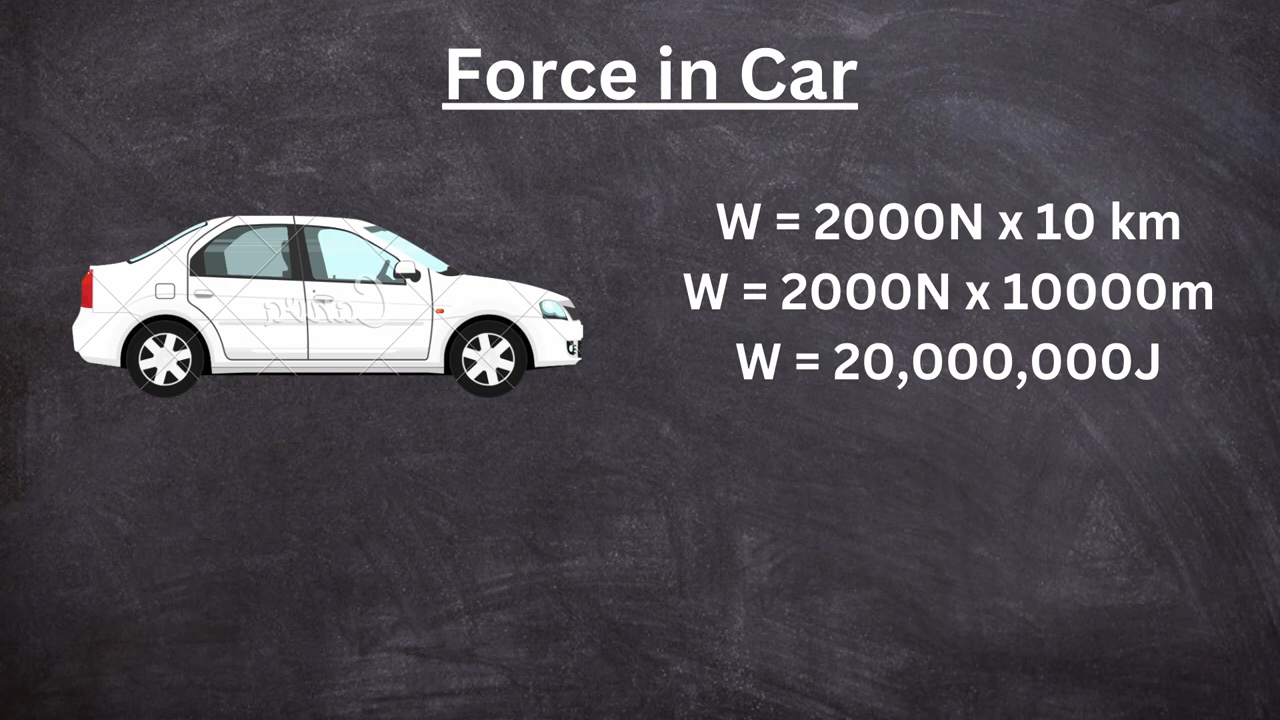 Force in Car
W = 2000N x 10 km
W = 2000N x 10000m
W = 20,000,000J